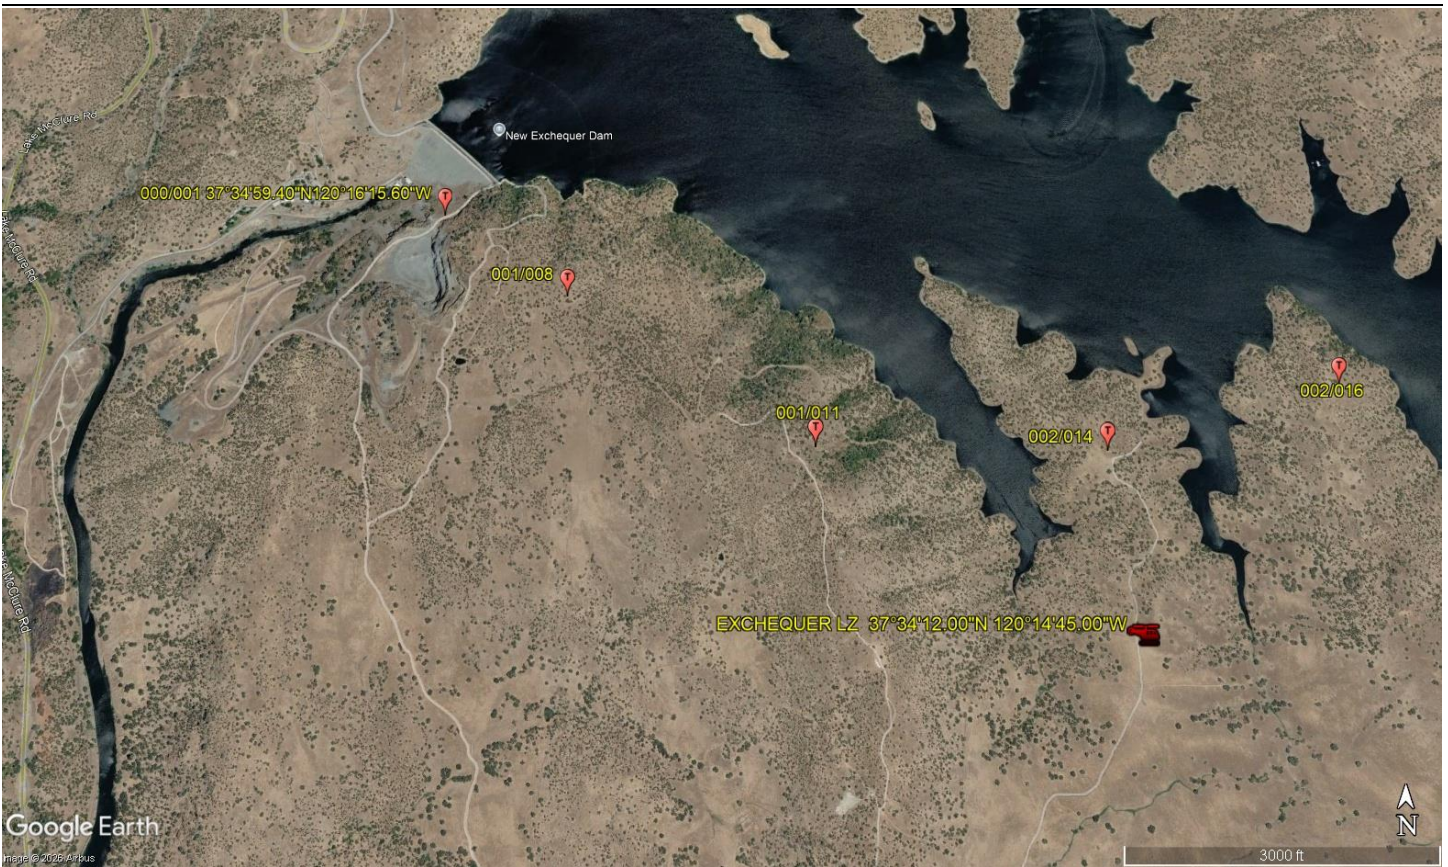 Lake McClure Rd
New Exchequer Dam
000/001 37°34'59.40"N120°16'15.60"W
T
Lake McClure Rd
001/008
T
T
002/016
001/011
T
002/014
T
Lake McClure Rd
EXCHEQUER LZ 37°34'12.00"N 120°14'45.00"W
N
Google Earth
Image © 2025 Airbus
3000 ft